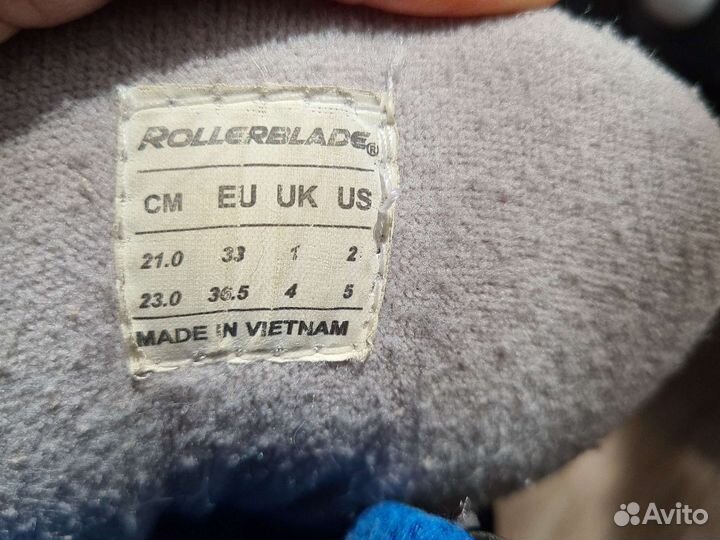 ROLLERBLADE®
CM EU UK US
21.0 33 1 2
23.0 36.5 4 5
MADE IN VIETNAM
Avito